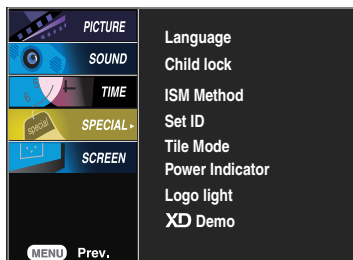 PICTURE
SOUND
TIME
SPECIAL
special
SCREEN
MENU Prev.
Language
Child lock
ISM Method
Set ID
Tile Mode
Power Indicator
Logo light
XD Demo